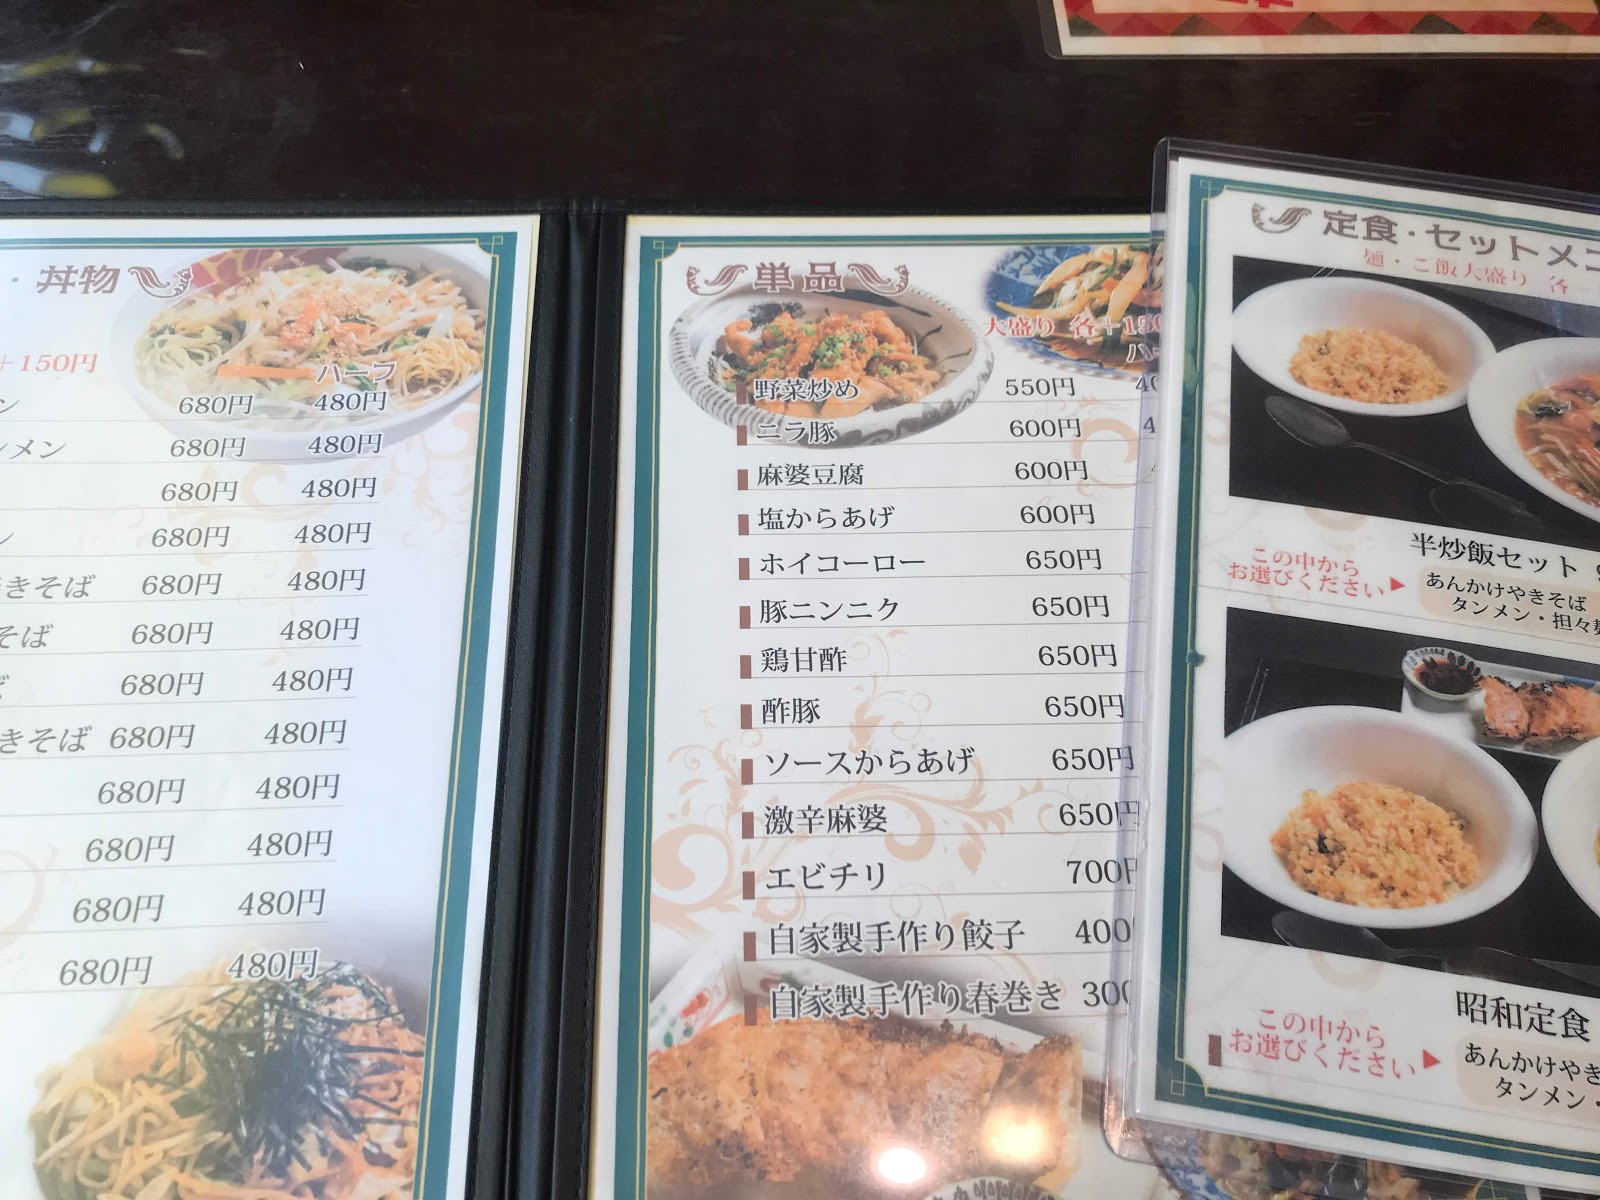 ・丼物
+150円
ハーフ
ン 680円 480円
メン 680円 480円
680円 480円
ン 680円 480円
きそば 680円 480円
そば 680円 480円
ば 680円 480円
きそば 680円 480円
680円 480円
680円 480円
680円 480円
680円 480円
単品
大盛り 各+150
ハ
野菜炒め 550円 40
ニラ豚 600円 4
麻婆豆腐 600円
塩からあげ 600円
ホイコーロー 650円
豚ニンニク 650円
鶏甘酢 650円
酢豚 650円
ソースからあげ 650円
激辛麻婆 650円
エビチリ 700円
自家製手作り餃子 400
自家製手作り春巻き 300
定食・セットメニ
麺・ご飯大盛り 各
半炒飯セット
この中から
お選びください▶
あんかけやきそば
タンメン・担々麺
昭和定食
この中から
お選びください▶
あんかけやき
タンメン・